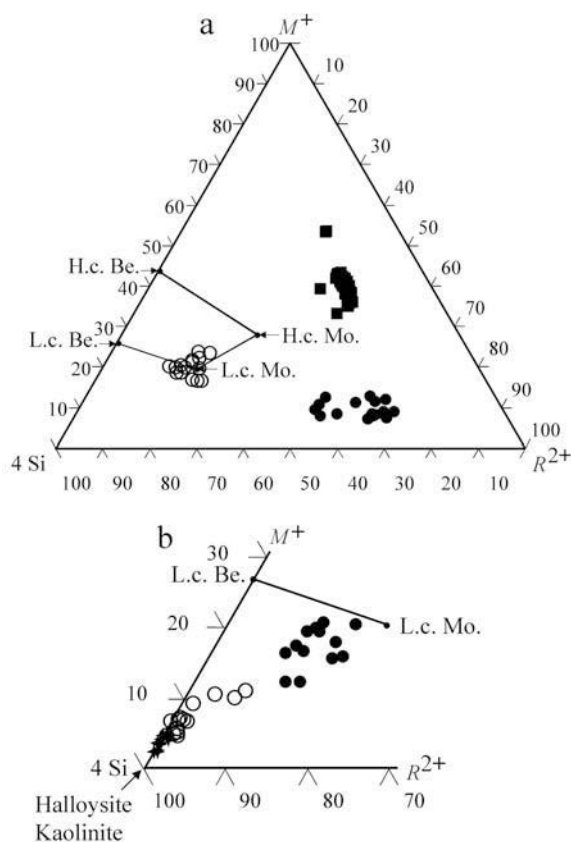 a
M+
100
90
80
70
60
50
40
30
20
10
10
20
30
40
50
60
70
80
90
100
H.c. Be.
L.c. Be.
H.c. Mo.
L.c. Mo.
4 Si
R2+
100 90 80 70 60 50 40 30 20 10
b
M+
30
L.c. Be.
20
L.c. Mo.
10
4 Si
R2+
100 90 80 70
Halloysite
Kaolinite